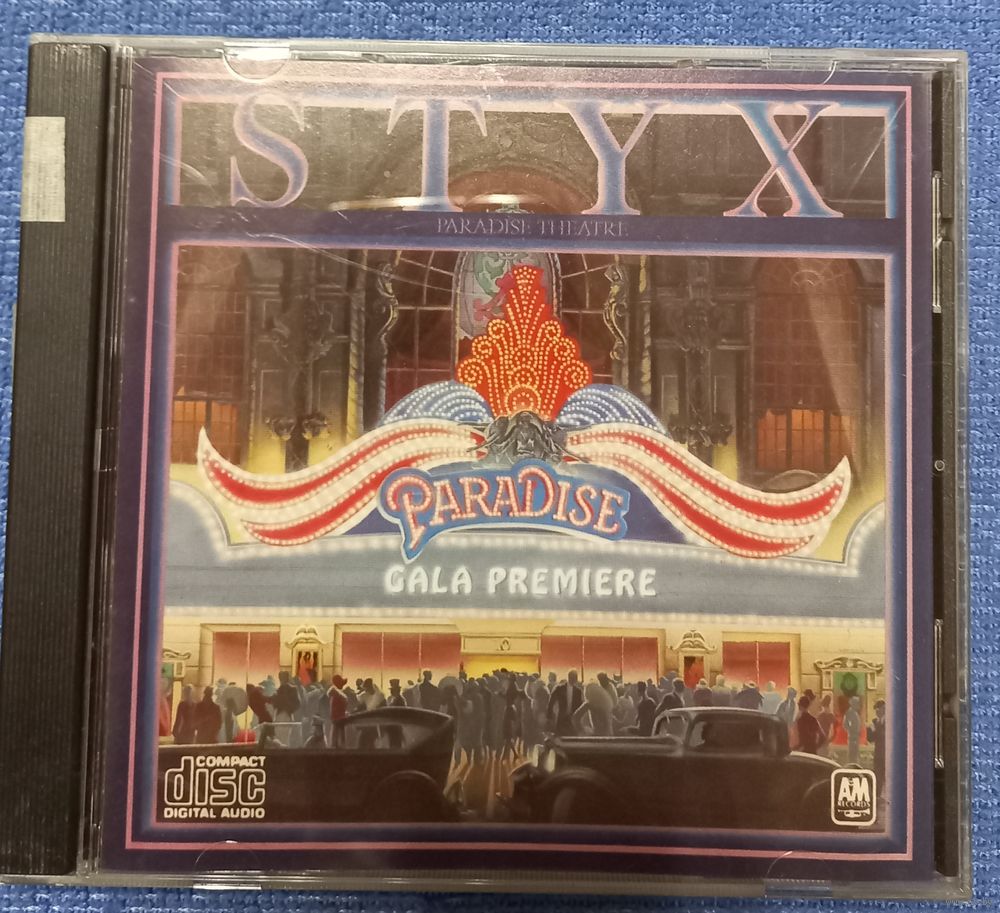 STYX
PARADISE THEATRE
PARADISE
GALA PREMIERE
COMPACT
disc
DIGITAL AUDIO
A&M
RECORDS